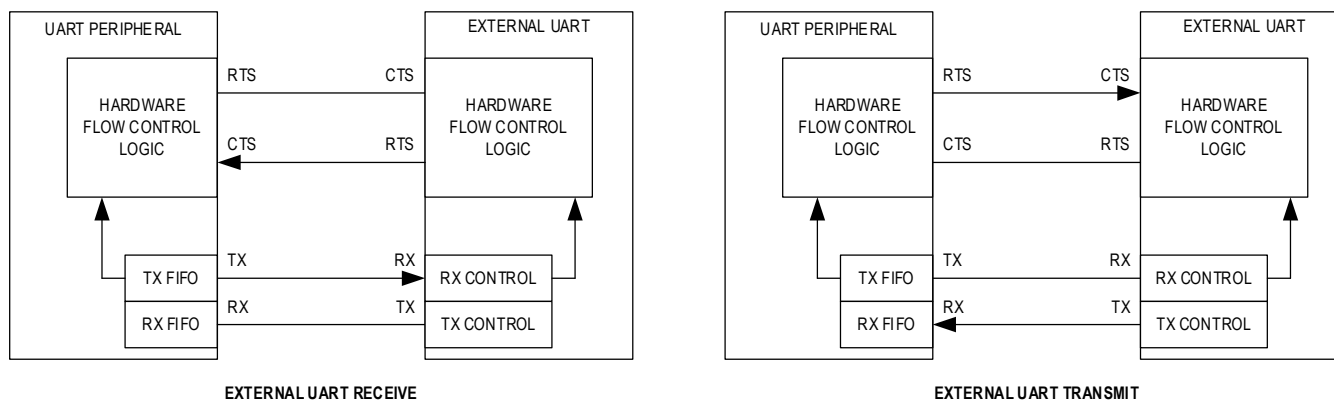 UART PERIPHERAL
EXTERNAL UART
HARDWARE
FLOW CONTROL
LOGIC
RTS
CTS
CTS
RTS
HARDWARE
FLOW CONTROL
LOGIC
TX FIFO
TX
RX
RX CONTROL
RX FIFO
RX
TX
TX CONTROL
EXTERNAL UART RECEIVE
UART PERIPHERAL
EXTERNAL UART
HARDWARE
FLOW CONTROL
LOGIC
RTS
CTS
CTS
RTS
HARDWARE
FLOW CONTROL
LOGIC
TX FIFO
TX
RX
RX CONTROL
RX FIFO
RX
TX
TX CONTROL
EXTERNAL UART TRANSMIT